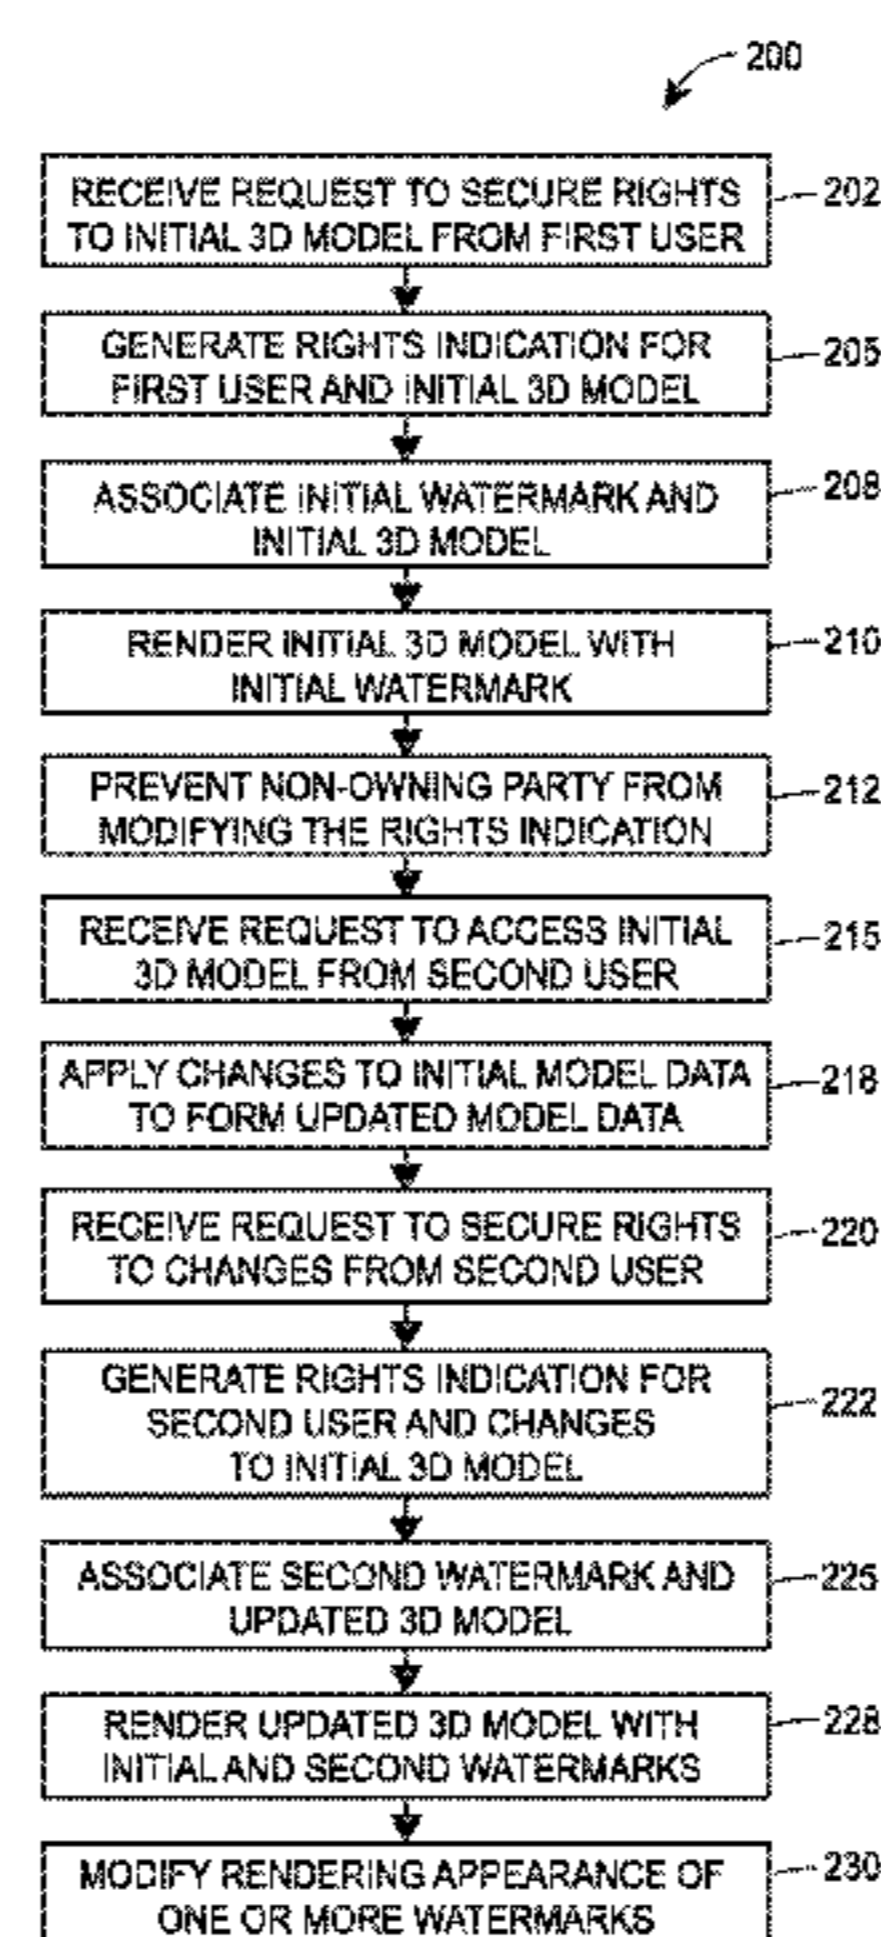 200
RECEIVE REQUEST TO SECURE RIGHTS
TO INITIAL 3D MODEL FROM FIRST USER
202
GENERATE RIGHTS INDICATION FOR
FIRST USER AND INITIAL 3D MODEL
205
ASSOCIATE INITIAL WATERMARK AND
INITIAL 3D MODEL
208
RENDER INITIAL 3D MODEL WITH
INITIAL WATERMARK
210
PREVENT NON-OWNING PARTY FROM
MODIFYING THE RIGHTS INDICATION
212
RECEIVE REQUEST TO ACCESS INITIAL
3D MODEL FROM SECOND USER
215
APPLY CHANGES TO INITIAL MODEL DATA
TO FORM UPDATED MODEL DATA
218
RECEIVE REQUEST TO SECURE RIGHTS
TO CHANGES FROM SECOND USER
220
GENERATE RIGHTS INDICATION FOR
SECOND USER AND CHANGES
TO INITIAL 3D MODEL
222
ASSOCIATE SECOND WATERMARK AND
UPDATED 3D MODEL
225
RENDER UPDATED 3D MODEL WITH
INITIAL AND SECOND WATERMARKS
228
MODIFY RENDERING APPEARANCE OF
ONE OR MORE WATERMARKS
230